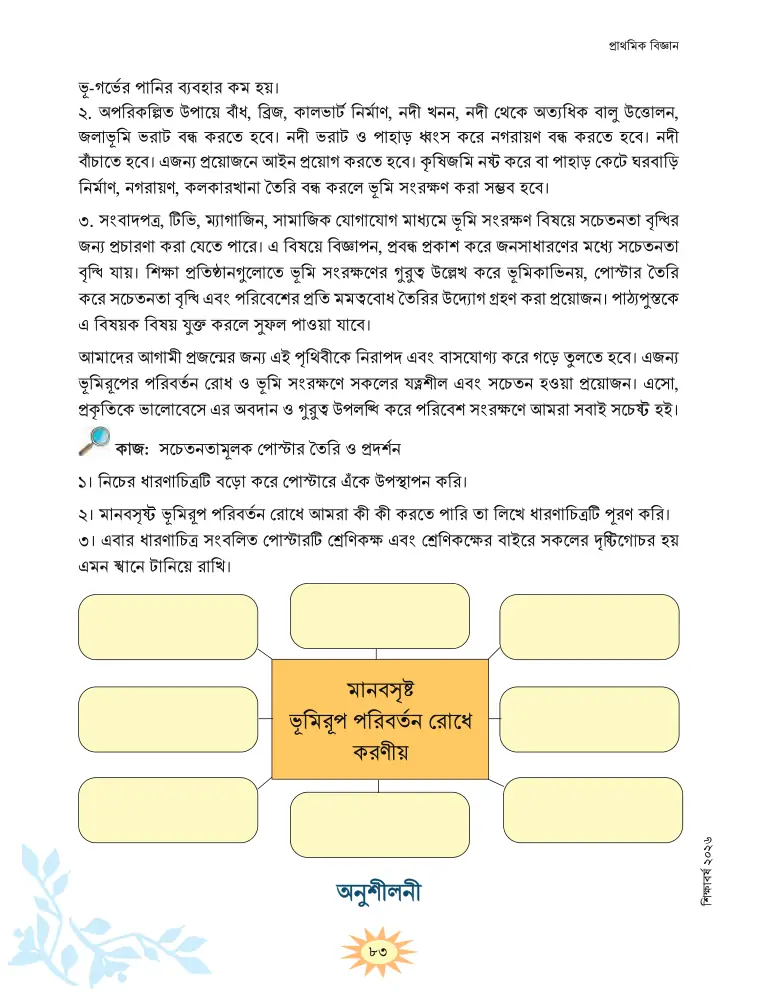 প্রাথমিক বিজ্ঞান
ভূ-গর্ভের পানির ব্যবহার কম হয়।
২. অপরিকল্পিত উপায়ে বাঁধ, ব্রিজ, কালভার্ট নির্মাণ, নদী খনন, নদী থেকে অত্যধিক বালু উত্তোলন,
জলাভূমি ভরাট বন্ধ করতে হবে। নদী ভরাট ও পাহাড় ধ্বংস করে নগরায়ণ বন্ধ করতে হবে। নদী
বাঁচাতে হবে। এজন্য প্রয়োজনে আইন প্রয়োগ করতে হবে। কৃষিজমি নষ্ট করে বা পাহাড় কেটে ঘরবাড়ি
নির্মাণ, নগরায়ণ, কলকারখানা তৈরি বন্ধ করলে ভূমি সংরক্ষণ করা সম্ভব হবে।
৩. সংবাদপত্র, টিভি, ম্যাগাজিন, সামাজিক যোগাযোগ মাধ্যমে ভূমি সংরক্ষণ বিষয়ে সচেতনতা বৃদ্ধির
জন্য প্রচারণা করা যেতে পারে। এ বিষয়ে বিজ্ঞাপন, প্রবন্ধ প্রকাশ করে জনসাধারণের মধ্যে সচেতনতা
বৃদ্ধি যায়। শিক্ষা প্রতিষ্ঠানগুলোতে ভূমি সংরক্ষণের গুরুত্ব উল্লেখ করে ভূমিকাভিনয়, পোস্টার তৈরি
করে সচেতনতা বৃদ্ধি এবং পরিবেশের প্রতি মমত্ববোধ তৈরির উদ্যোগ গ্রহণ করা প্রয়োজন। পাঠ্যপুস্তকে
এ বিষয়ক বিষয় যুক্ত করলে সুফল পাওয়া যাবে।
আমাদের আগামী প্রজন্মের জন্য এই পৃথিবীকে নিরাপদ এবং বাসযোগ্য করে গড়ে তুলতে হবে। এজন্য
ভূমিরূপের পরিবর্তন রোধ ও ভূমি সংরক্ষণে সকলের যত্নশীল এবং সচেতন হওয়া প্রয়োজন। এসো,
প্রকৃতিকে ভালোবেসে এর অবদান ও গুরুত্ব উপলব্ধি করে পরিবেশ সংরক্ষণে আমরা সবাই সচেষ্ট হই।
কাজ: সচেতনতামূলক পোস্টার তৈরি ও প্রদর্শন
১। নিচের ধারণাচিত্রটি বড়ো করে পোস্টারে এঁকে উপস্থাপন করি।
২। মানবসৃষ্ট ভূমিরূপ পরিবর্তন রোধে আমরা কী কী করতে পারি তা লিখে ধারণাচিত্রটি পূরণ করি।
৩। এবার ধারণাচিত্র সংবলিত পোস্টারটি শ্রেণিকক্ষ এবং শ্রেণিকক্ষের বাইরে সকলের দৃষ্টিগোচর হয়
এমন স্থানে টানিয়ে রাখি।
মানবসৃষ্ট
ভূমিরূপ পরিবর্তন রোধে
করণীয়
অনুশীলনী
৮৩
শিক্ষাবর্ষ ২০২৬